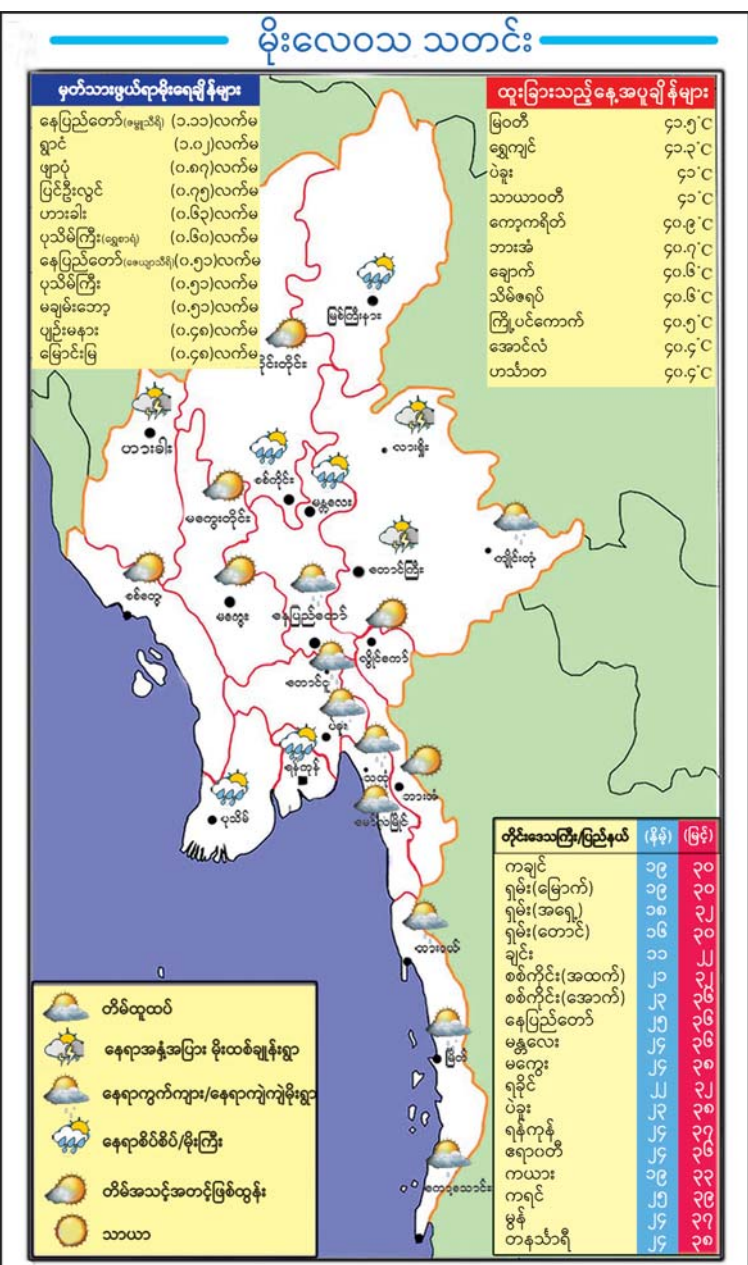 မိုးလေဝသ သတင်း
မှတ်သားဖွယ်ရာမိုးရေချိန်များ
နေပြည်တော်(ဇမ္ဗူသီရိ) (၁.၁၁)လက်မ
ရွာငံ (၁.၀၂)လက်မ
ဖျာပုံ (၀.၈၇)လက်မ
ပြင်ဦးလွင် (၀.၇၅)လက်မ
ဟားခါး (၀.၆၃)လက်မ
ပုသိမ်ကြီး(ရွှေစာရံ) (၀.၆၀)လက်မ
နေပြည်တော်(ဇေယျာသီရိ)(၀.၅၁)လက်မ
ပုသိမ်ကြီး (၀.၅၁)လက်မ
မချမ်းဘော့ (၀.၅၁)လက်မ
ပျဉ်းမနား (၀.၄၈)လက်မ
မြောင်းမြ (၀.၄၈)လက်မ
ထူးခြားသည့်နေ့အပူချိန်များ
မြဝတီ ၄၁.၅°C
ရွှေကျင် ၄၁.၃°C
ပဲခူး ၄၁°C
သာယာဝတီ ၄၁°C
ကော့ကရိတ် ၄၀.၉°C
ဘားအံ ၄၀.၇°C
ချောက် ၄၀.၆°C
သိမ်ဇရပ် ၄၀.၆°C
ကြို့ပင်ကောက် ၄၀.၅°C
အောင်လံ ၄၀.၄°C
ဟင်္သာတ ၄၀.၄°C
မြစ်ကြီးနား
ဟားခါး
လားရှိုး
စစ်ကိုင်း
မန္တလေး
မကွေးတိုင်း
ကျိုင်းတုံ
တောင်ကြီး
စစ်တွေ
မကွေး
နေပြည်တော်
လွိုင်ကော်
တောင်ငူ
ပဲခူး
ရန်ကုန်
သထုံ
ဘားအံ
ပုသိမ်
မော်လမြိုင်
ထားဝယ်
မြိတ်
ကော့သောင်း
တိမ်ထူထပ်
နေရာအနှံ့အပြား မိုးထစ်ချုန်းရွာ
နေရာကွက်ကျား/နေရာကျဲကျဲမိုးရွာ
နေရာစိပ်စိပ်/မိုးကြီး
တိမ်အသင့်အတင့်ဖြစ်ထွန်း
သာယာ
တိုင်းဒေသကြီး/ပြည်နယ် (နိမ့်) (မြင့်)
ကချင် ၁၉ ၃၀
ရှမ်း(မြောက်) ၁၉ ၃၀
ရှမ်း(အရှေ့) ၁၈ ၃၂
ရှမ်း(တောင်) ၁၆ ၃၀
ချင်း ၁၁ ၂၂
စစ်ကိုင်း(အထက်) ၂၁ ၃၂
စစ်ကိုင်း(အောက်) ၂၃ ၃၆
နေပြည်တော် ၂၅ ၃၆
မန္တလေး ၂၄ ၃၆
မကွေး ၂၄ ၃၈
ရခိုင် ၂၂ ၃၂
ပဲခူး ၂၃ ၃၈
ရန်ကုန် ၂၄ ၃၇
ဧရာဝတီ ၂၄ ၃၆
ကယား ၁၉ ၃၃
ကရင် ၂၅ ၃၉
မွန် ၂၄ ၃၇
တနင်္သာရီ ၂၄ ၃၈